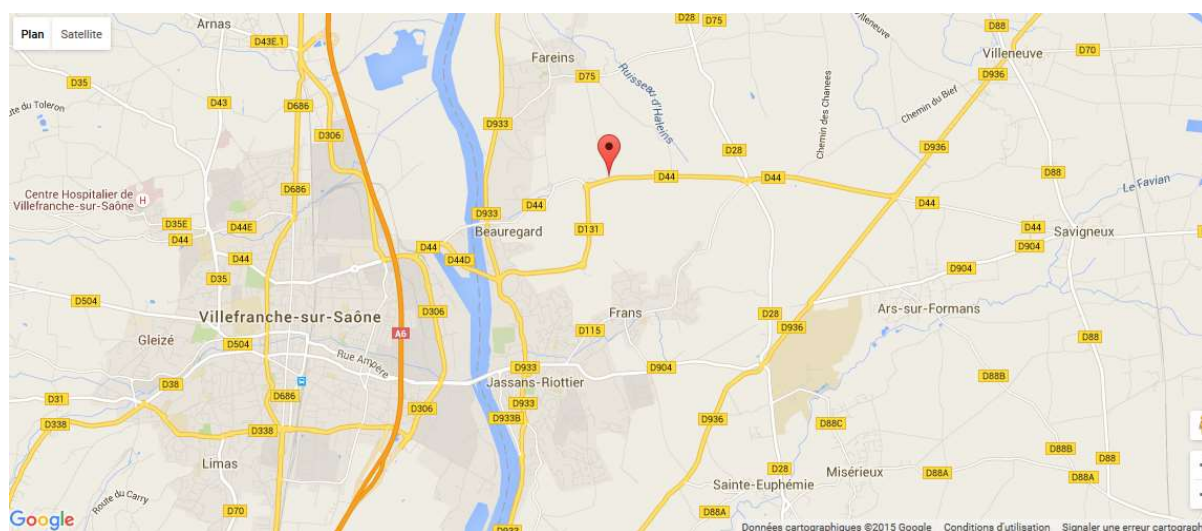 Plan Satellite
Arnas
D43E.1
D28
D75
D88
Villeneuve
D70
D936
Fareins
D75
Ruisseau d'Haleins
Chemin des Chanees
Chemin du Bief
D35
D43
D686
D306
D933
D28
D936
D88
Le Favian
Centre Hospitalier de
Villefranche-sur-Saône
H
D686
D44
D44
D44
D35E
D44
D44E
D933
D44
Beauregard
D131
D44
D904
Savigneux
D44
D35
D44
D44D
D904
D504
Villefranche-sur-Saône
D306
Frans
D28
D936
Ars-sur-Formans
Gleizé
D504
A6
D115
D88
Rue Ampère
D933
D904
Jassans-Riottier
D38
D31
D686
D306
D933
D933B
D936
D88B
D338
D338
D88C
D88B
Limas
D28
Misérieux
D88A
D88A
Sainte-Euphémie
Route du Carry
D70
D88A
D933
Google
Données cartographiques ©2015 Google Conditions d'utilisation Signaler une erreur cartogra